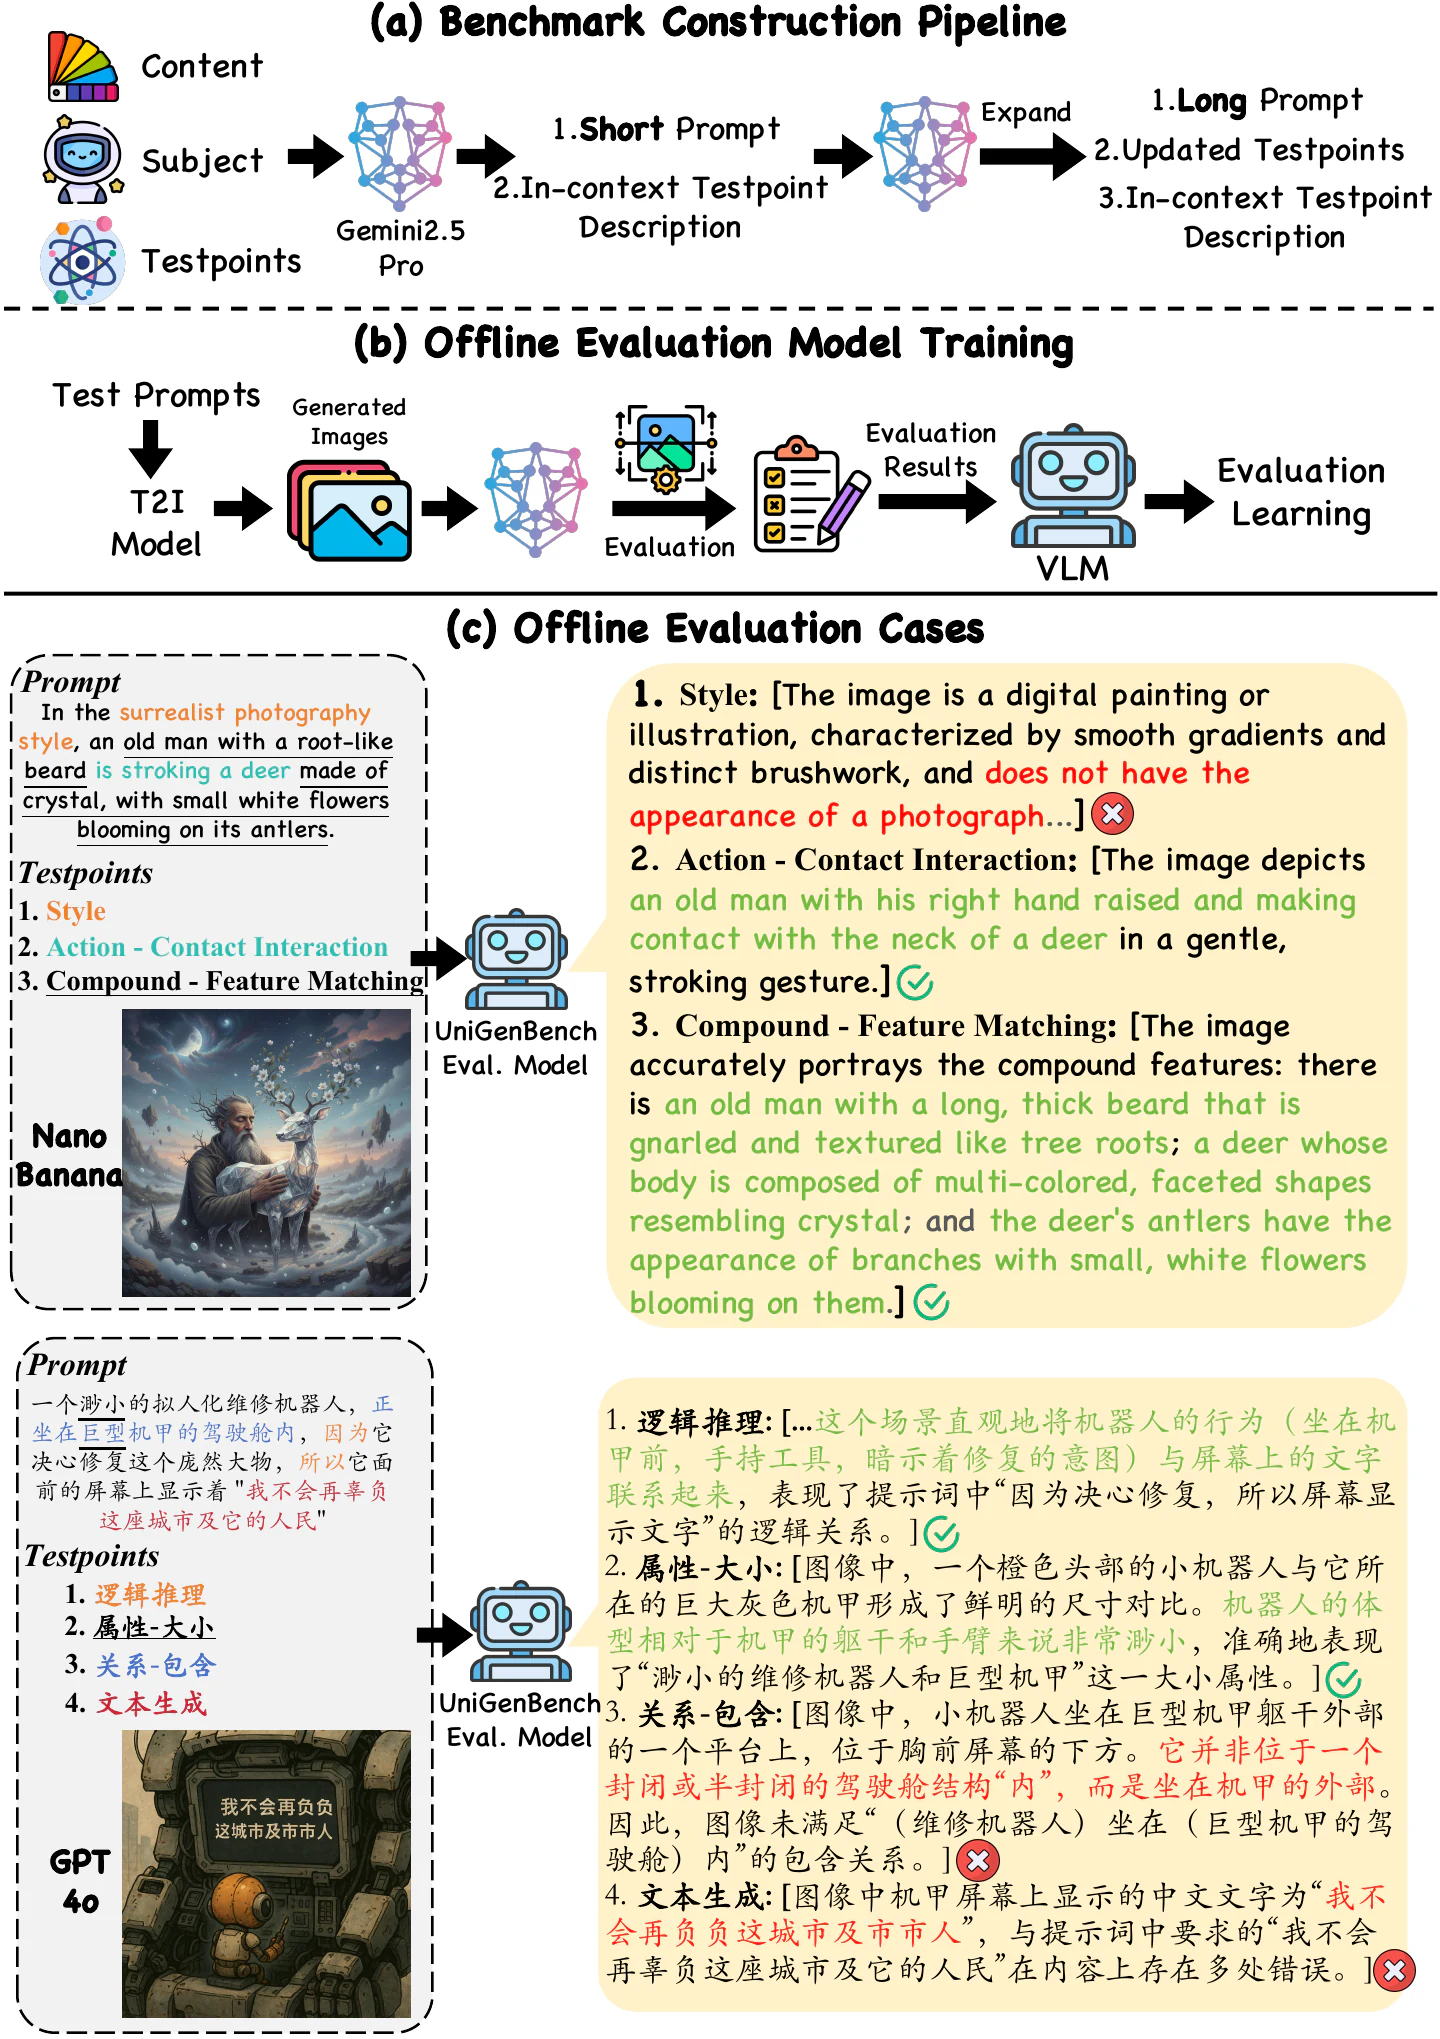 (a) Benchmark Construction Pipeline
Content
Subject
Testpoints
Gemini2.5
Pro
1.Short Prompt
2.In-context Testpoint
Description
Expand
1.Long Prompt
2.Updated Testpoints
3.In-context Testpoint
Description
(b) Offline Evaluation Model Training
Test Prompts
T2I
Model
Generated
Images
Evaluation
Evaluation
Results
VLM
Evaluation
Learning
(c) Offline Evaluation Cases
Prompt
In the surrealist photography
style, an old man with a root-like
beard is stroking a deer made of
crystal, with small white flowers
blooming on its antlers.
Testpoints
1. Style
2. Action - Contact Interaction
3. Compound - Feature Matching
Nano
Banana
UniGenBench
Eval. Model
1. Style: [The image is a digital painting or
illustration, characterized by smooth gradients and
distinct brushwork, and does not have the
appearance of a photograph...]
2. Action - Contact Interaction: [The image depicts
an old man with his right hand raised and making
contact with the neck of a deer in a gentle,
stroking gesture.]
3. Compound - Feature Matching: [The image
accurately portrays the compound features: there
is an old man with a long, thick beard that is
gnarled and textured like tree roots; a deer whose
body is composed of multi-colored, faceted shapes
resembling crystal; and the deer's antlers have the
appearance of branches with small, white flowers
blooming on them.]
Prompt
一个渺小的拟人化维修机器人，正
坐在巨型机甲的驾驶舱内，因为它
决心修复这个庞然大物，所以它面
前的屏幕上显示着"我不会再辜负
这座城市及它的人民"
Testpoints
1. 逻辑推理
2. 属性-大小
3. 关系-包含
4. 文本生成
GPT
4o
我不会再负负
这城市及市市人
UniGenBench
Eval. Model
1. 逻辑推理: [...这个场景直观地将机器人的行为（坐在机
甲前，手持工具，暗示着修复的意图）与屏幕上的文字
联系起来，表现了提示词中“因为决心修复，所以屏幕显
示文字”的逻辑关系。]
2. 属性-大小: [图像中，一个橙色头部的小机器人与它所
在的巨大灰色机甲形成了鲜明的尺寸对比。机器人的体
型相对于机甲的躯干和手臂来说非常渺小，准确地表现
了“渺小的维修机器人和巨型机甲”这一大小属性。]
3. 关系-包含: [图像中，小机器人坐在巨型机甲躯干外部
的一个平台上，位于胸前屏幕的下方。它并非位于一个
封闭或半封闭的驾驶舱结构“内”，而是坐在机甲的外部。
因此，图像未满足“（维修机器人）坐在（巨型机甲的驾
驶舱）内”的包含关系。]
4. 文本生成: [图像中机甲屏幕上显示的中文文字为“我不
会再负负这城市及市市人”，与提示词中要求的“我不会
再辜负这座城市及它的人民”在内容上存在多处错误。]